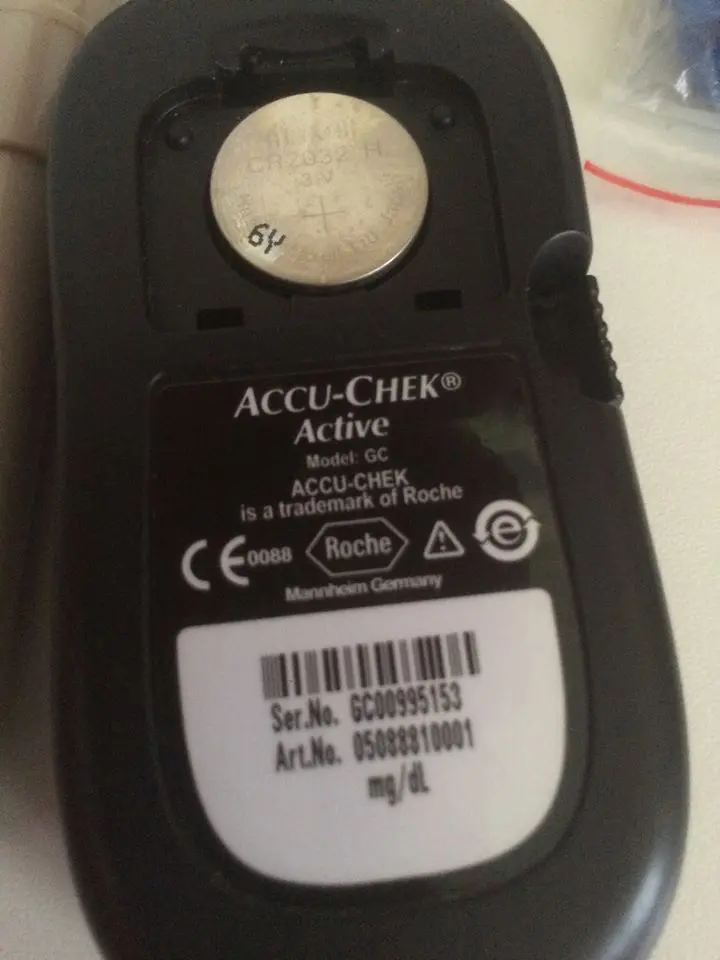 CR2032 H
3V
+
6Y
ACCU-CHEK®
Active
Model: GC
ACCU-CHEK
is a trademark of Roche
CE 0088 Roche e
Mannheim Germany
Ser.No. GC00995153
Art.No. 05088810001
mg/dL